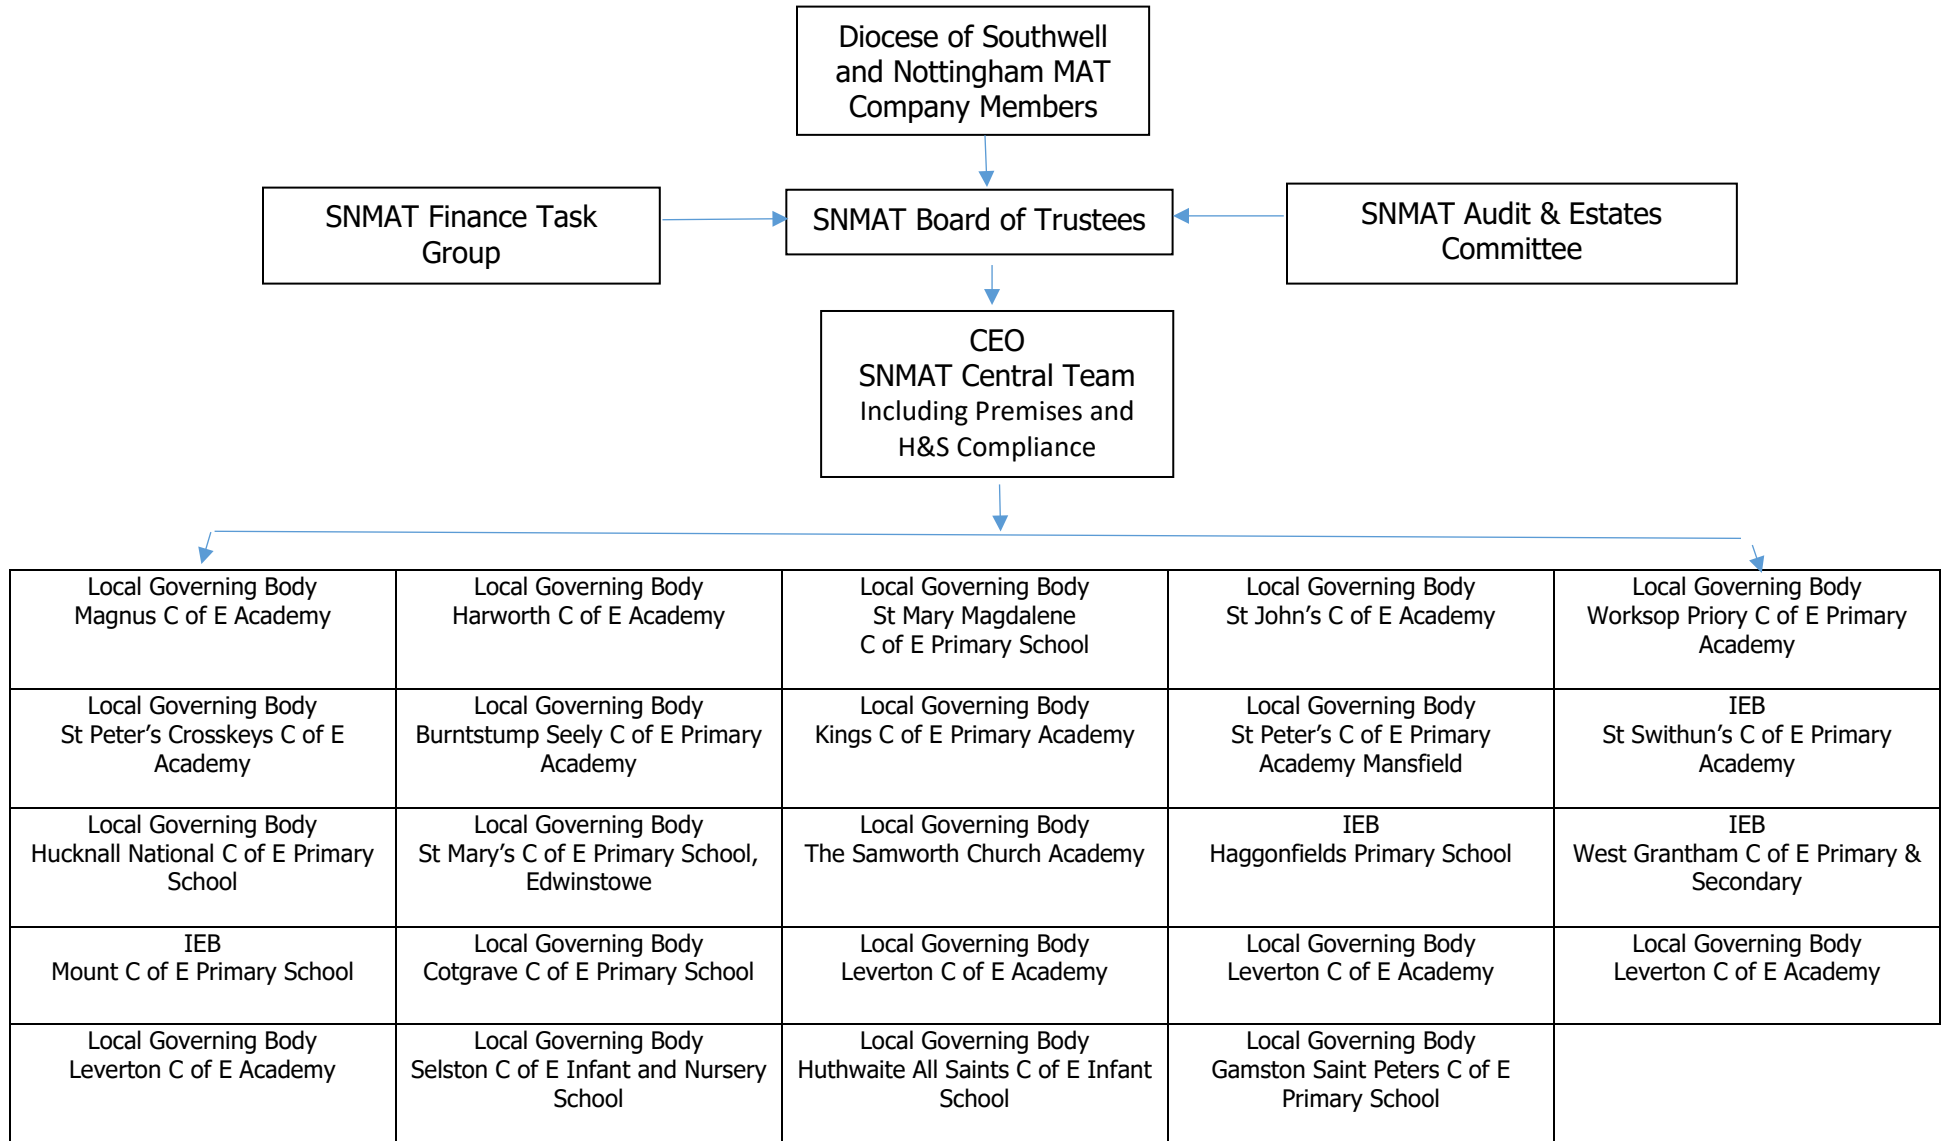 Diocese of Southwell
and Nottingham MAT
Company Members
SNMAT Finance Task
Group
SNMAT Board of Trustees
SNMAT Audit & Estates
Committee
CEO
SNMAT Central Team
Including Premises and
H&S Compliance
Local Governing Body
Magnus C of E Academy
Local Governing Body
Harworth C of E Academy
Local Governing Body
St Mary Magdalene
C of E Primary School
Local Governing Body
St John’s C of E Academy
Local Governing Body
Worksop Priory C of E Primary
Academy
Local Governing Body
St Peter’s Crosskeys C of E
Academy
Local Governing Body
Burntstump Seely C of E Primary
Academy
Local Governing Body
Kings C of E Primary Academy
Local Governing Body
St Peter’s C of E Primary
Academy Mansfield
IEB
St Swithun’s C of E Primary
Academy
Local Governing Body
Hucknall National C of E Primary
School
Local Governing Body
St Mary’s C of E Primary School,
Edwinstowe
Local Governing Body
The Samworth Church Academy
IEB
Haggonfields Primary School
IEB
West Grantham C of E Primary &
Secondary
IEB
Mount C of E Primary School
Local Governing Body
Cotgrave C of E Primary School
Local Governing Body
Leverton C of E Academy
Local Governing Body
Leverton C of E Academy
Local Governing Body
Leverton C of E Academy
Local Governing Body
Leverton C of E Academy
Local Governing Body
Selston C of E Infant and Nursery
School
Local Governing Body
Huthwaite All Saints C of E Infant
School
Local Governing Body
Gamston Saint Peters C of E
Primary School